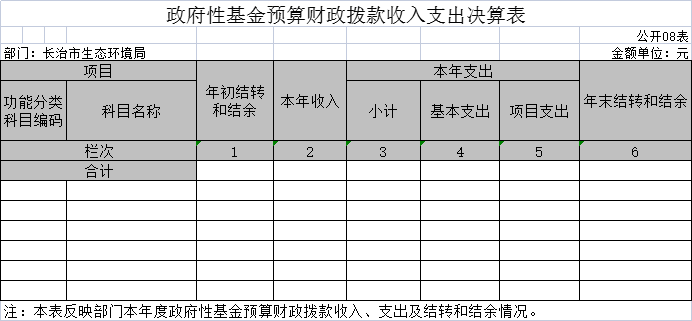 政府性基金预算财政拨款收入支出决算表
公开08表
部门：长治市生态环境局 金额单位：元
项目 年初结转和结余 本年收入 本年支出 年末结转和结余
功能分类科目编码 科目名称 小计 基本支出 项目支出
栏次 1 2 3 4 5 6
合计
注：本表反映部门本年度政府性基金预算财政拨款收入、支出及结转和结余情况。